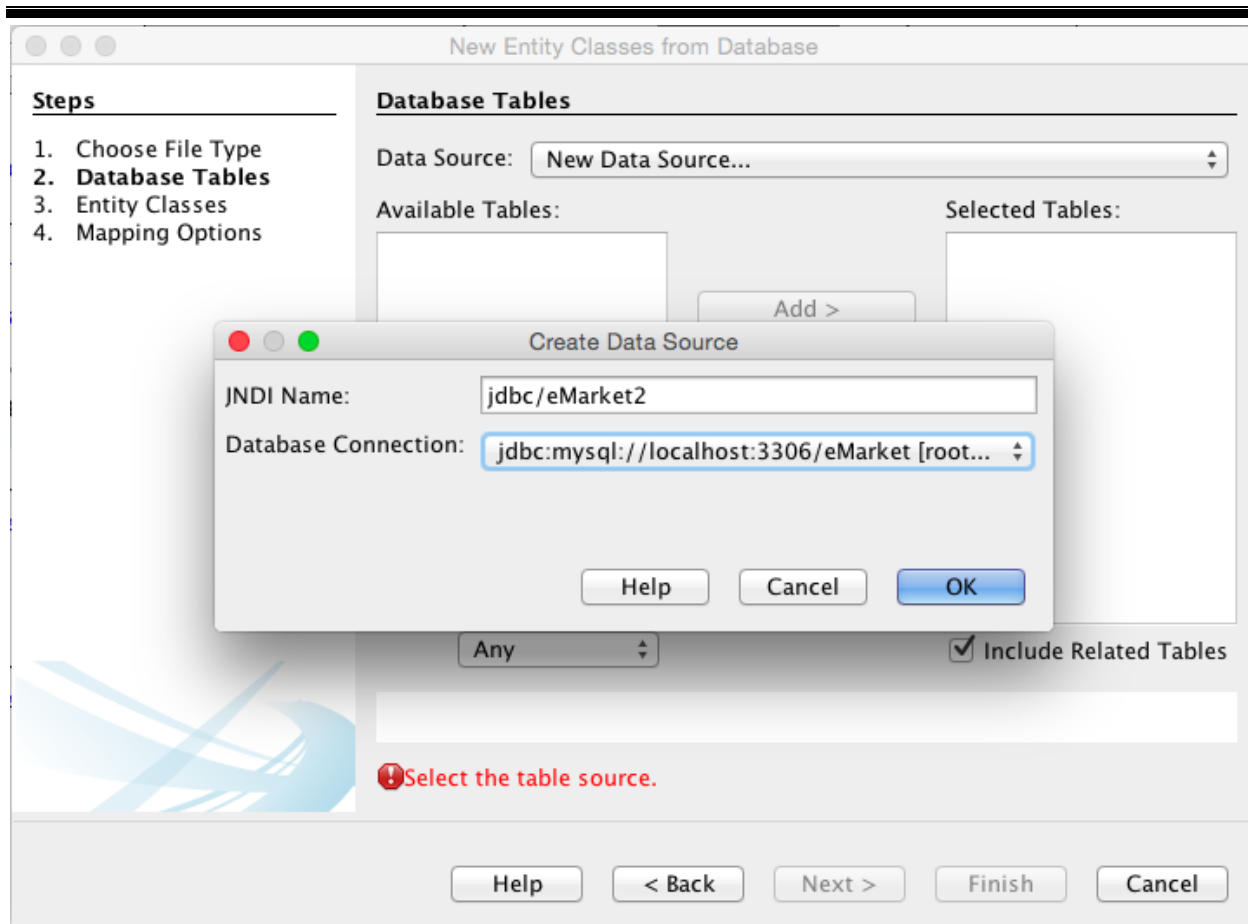 New Entity Classes from Database
Steps
1. Choose File Type
2. Database Tables
3. Entity Classes
4. Mapping Options
Database Tables
Data Source: New Data Source...
Available Tables: Selected Tables:
Add >
Create Data Source
JNDI Name: jdbc/eMarket2
Database Connection: jdbc:mysql://localhost:3306/eMarket [root...
Help Cancel OK
Any Include Related Tables
Select the table source.
Help < Back Next > Finish Cancel